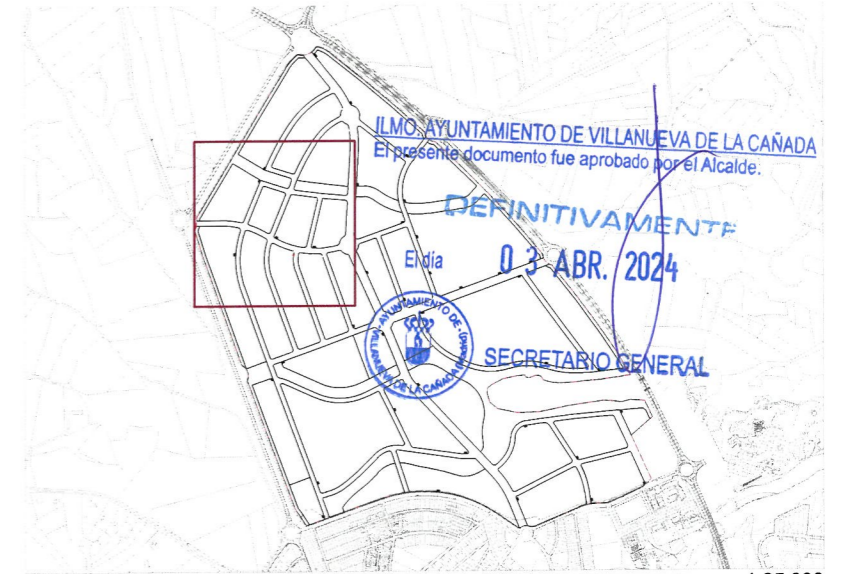 ILMO. AYUNTAMIENTO DE VILLANUEVA DE LA CAÑADA
El presente documento fue aprobado por el Alcalde.
DEFINITIVAMENTE
El día 03 ABR. 2024
AYUNTAMIENTO DE
VILLANUEVA DE LA CAÑADA
SECRETARIO GENERAL